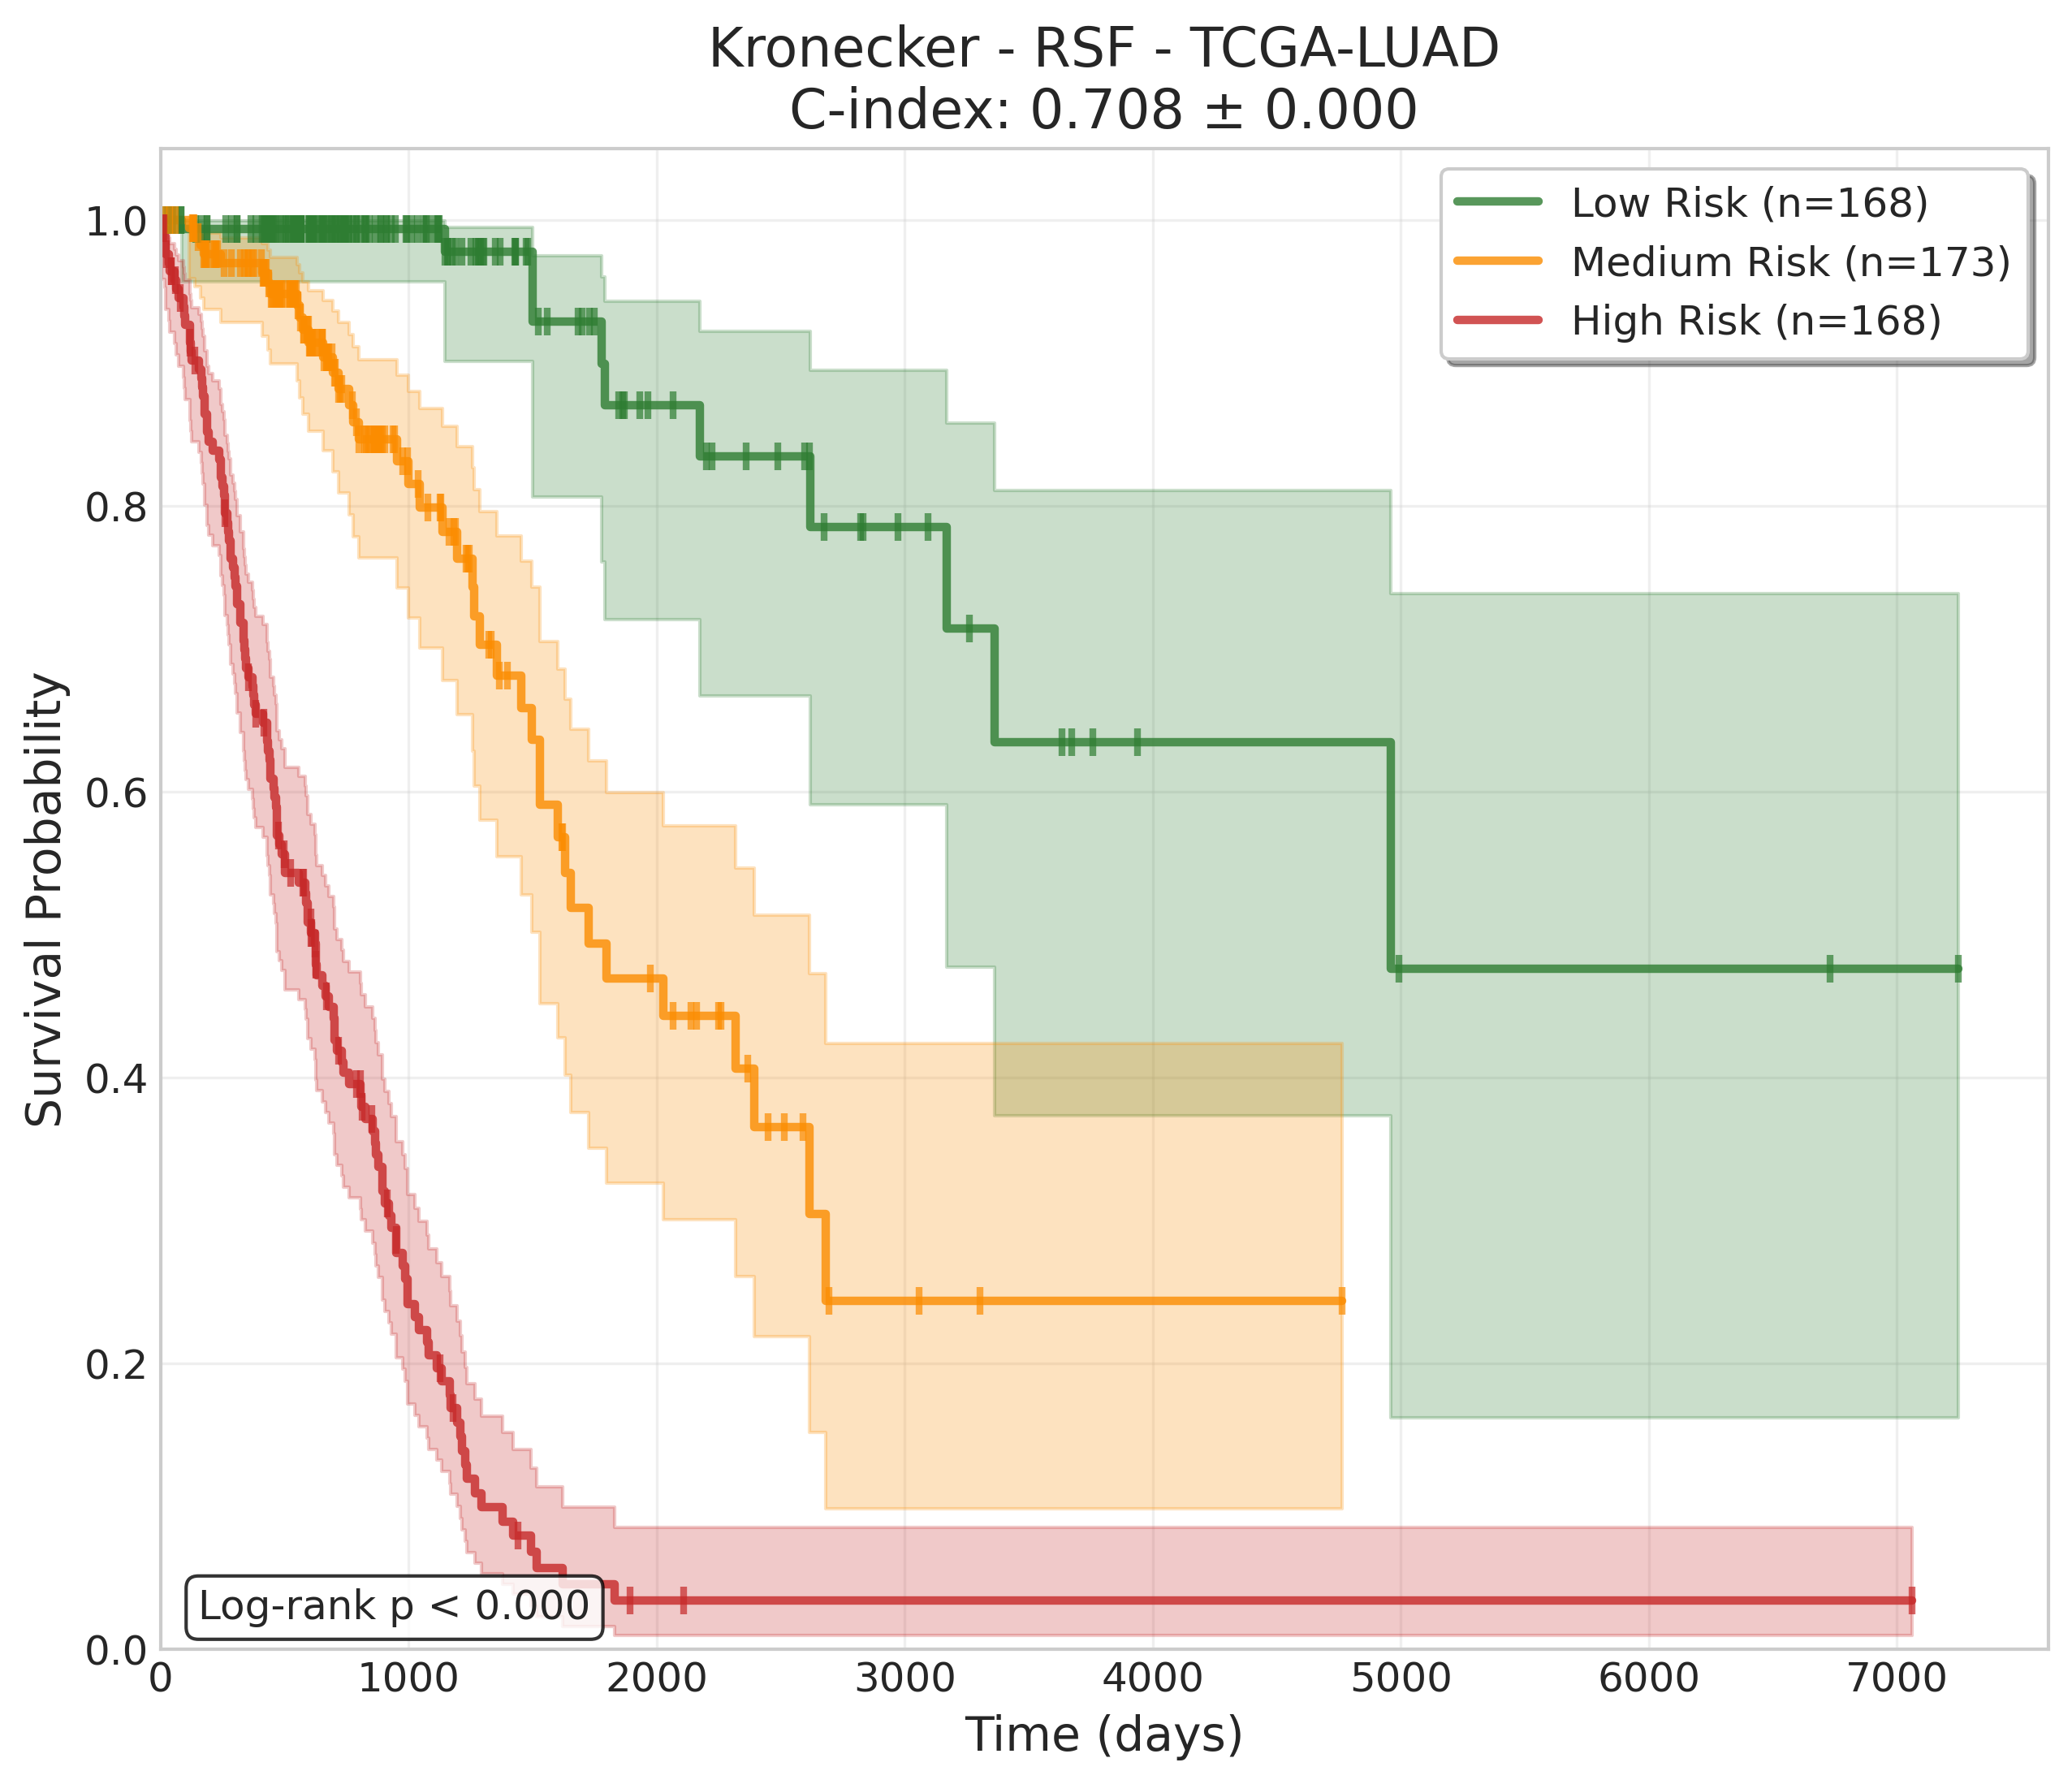 Kronecker - RSF - TCGA-LUAD
C-index: 0.708 ± 0.000
Low Risk (n=168)
Medium Risk (n=173)
High Risk (n=168)
Survival Probability
1.0
0.8
0.6
0.4
0.2
0.0
Log-rank p < 0.000
0 1000 2000 3000 4000 5000 6000 7000
Time (days)